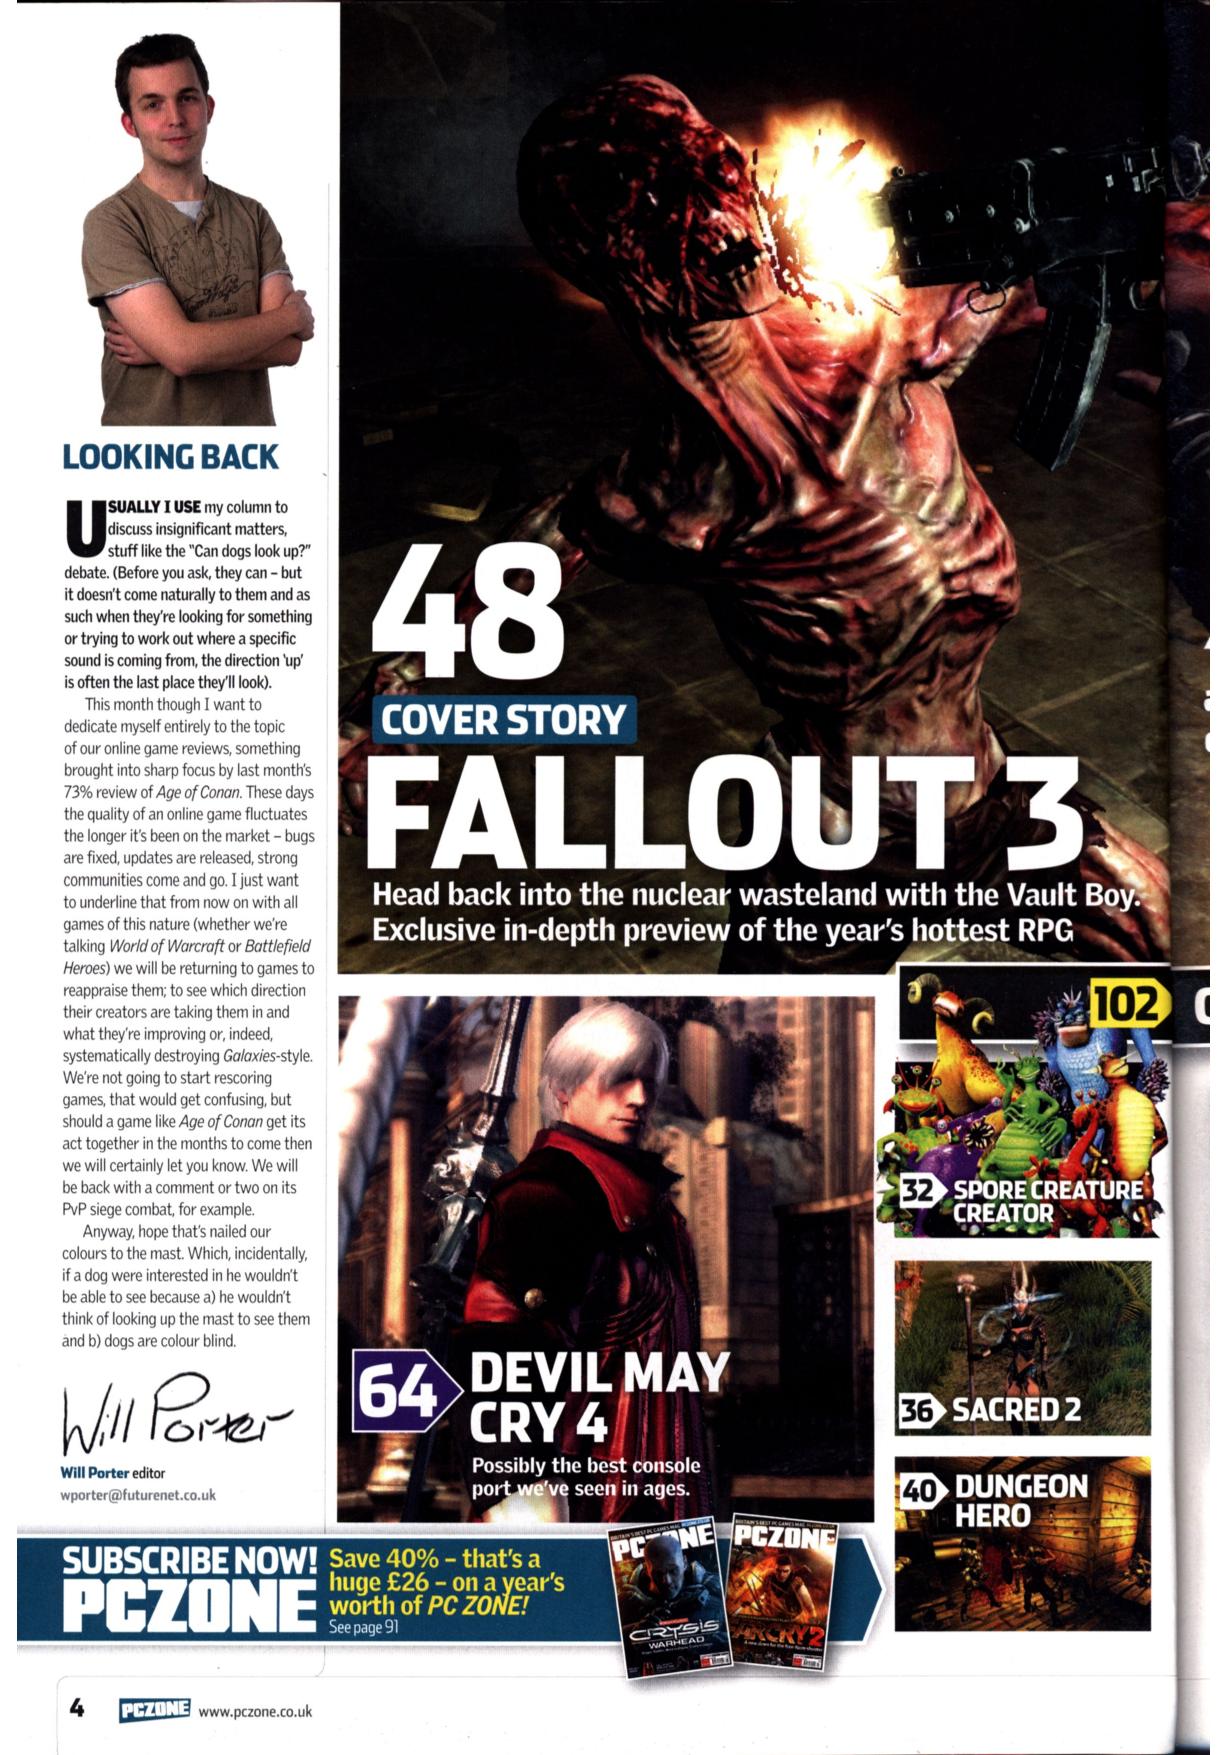 LOOKING BACK
USUALLY I USE my column to
discuss insignificant matters,
stuff like the "Can dogs look up?"
debate. (Before you ask, they can – but
it doesn't come naturally to them and as
such when they're looking for something
or trying to work out where a specific
sound is coming from, the direction 'up'
is often the last place they'll look).
This month though I want to
dedicate myself entirely to the topic
of our online game reviews, something
brought into sharp focus by last month's
73% review of Age of Conan. These days
the quality of an online game fluctuates
the longer it's been on the market – bugs
are fixed, updates are released, strong
communities come and go. I just want
to underline that from now on with all
games of this nature (whether we're
talking World of Warcraft or Battlefield
Heroes) we will be returning to games to
reappraise them; to see which direction
their creators are taking them in and
what they're improving or, indeed,
systematically destroying Galaxies-style.
We're not going to start rescoring
games, that would get confusing, but
should a game like Age of Conan get its
act together in the months to come then
we will certainly let you know. We will
be back with a comment or two on its
PvP siege combat, for example.
Anyway, hope that's nailed our
colours to the mast. Which, incidentally,
if a dog were interested in he wouldn't
be able to see because a) he wouldn't
think of looking up the mast to see them
and b) dogs are colour blind.
Will Porter
Will Porter editor
wporter@futurenet.co.uk
48
COVER STORY
FALLOUT 3
Head back into the nuclear wasteland with the Vault Boy.
Exclusive in-depth preview of the year's hottest RPG
64
DEVIL MAY
CRY 4
Possibly the best console
port we've seen in ages.
102
32 SPORE CREATURE
CREATOR
36 SACRED 2
40 DUNGEON
HERO
SUBSCRIBE NOW!
PCZONE
Save 40% – that's a
huge £26 – on a year's
worth of PC ZONE!
See page 91
PCZONE
CRYSIS
WARHEAD
PCZONE
FARCRY 2
4 PCZONE www.pczone.co.uk